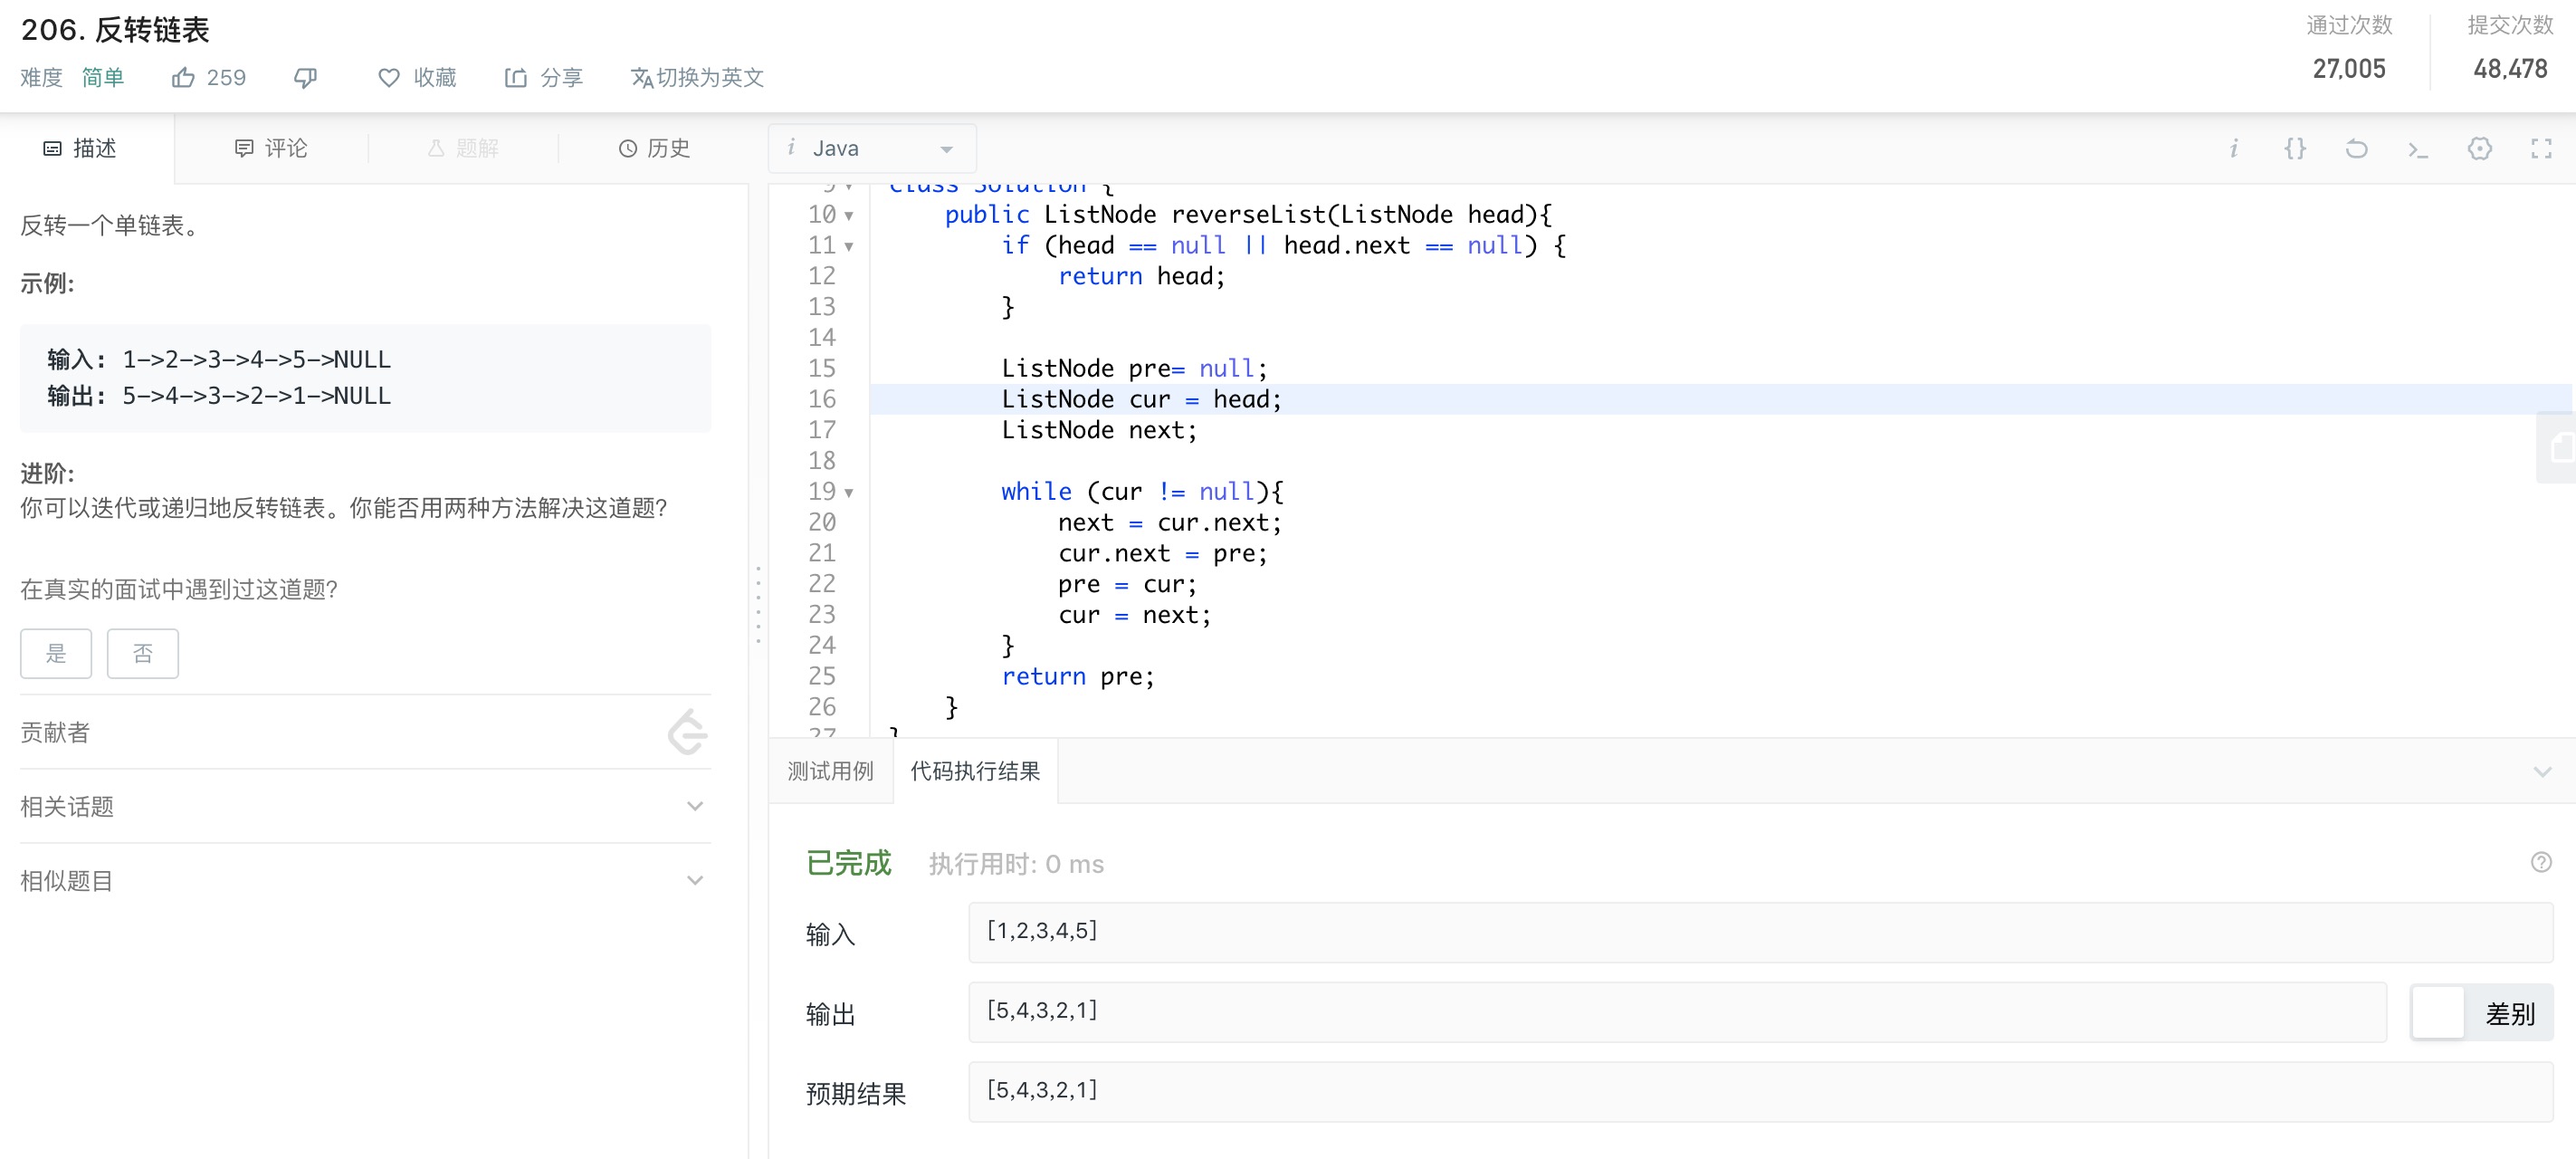 206. 反转链表
难度 简单 259 收藏 分享 切换为英文
通过次数 提交次数
27,005 48,478
描述 评论 题解 历史
反转一个单链表。
示例:
输入: 1->2->3->4->5->NULL
输出: 5->4->3->2->1->NULL
进阶:
你可以迭代或递归地反转链表。你能否用两种方法解决这道题?
在真实的面试中遇到过这道题?
是 否
贡献者
相关话题
相似题目
i Java
9 class Solution {
10 public ListNode reverseList(ListNode head){
11 if (head == null || head.next == null) {
12 return head;
13 }
14
15 ListNode pre= null;
16 ListNode cur = head;
17 ListNode next;
18
19 while (cur != null){
20 next = cur.next;
21 cur.next = pre;
22 pre = cur;
23 cur = next;
24 }
25 return pre;
26 }
27 }
测试用例 代码执行结果
已完成 执行用时: 0 ms
输入 [1,2,3,4,5]
输出 [5,4,3,2,1] 差别
预期结果 [5,4,3,2,1]